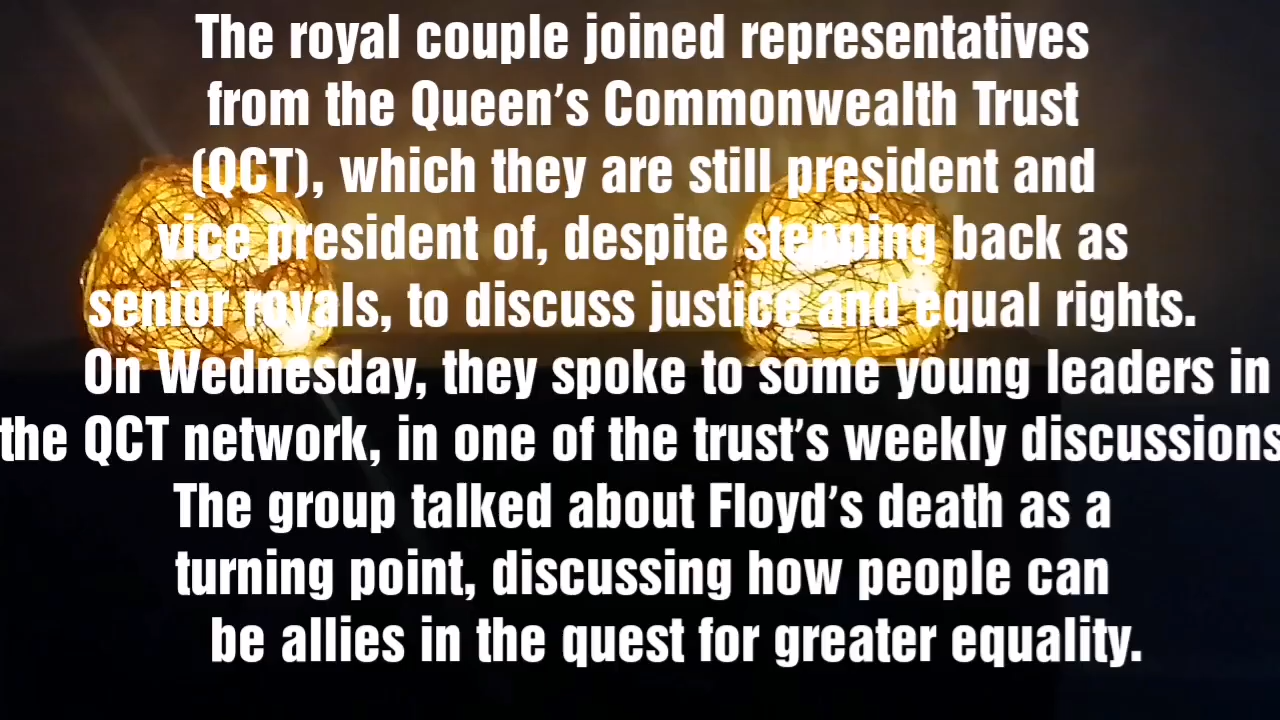 The royal couple joined representatives
from the Queen’s Commonwealth Trust
(QCT), which they are still president and
vice president of, despite stepping back as
senior royals, to discuss justice and equal rights.
On Wednesday, they spoke to some young leaders in
the QCT network, in one of the trust’s weekly discussions
The group talked about Floyd’s death as a
turning point, discussing how people can
be allies in the quest for greater equality.